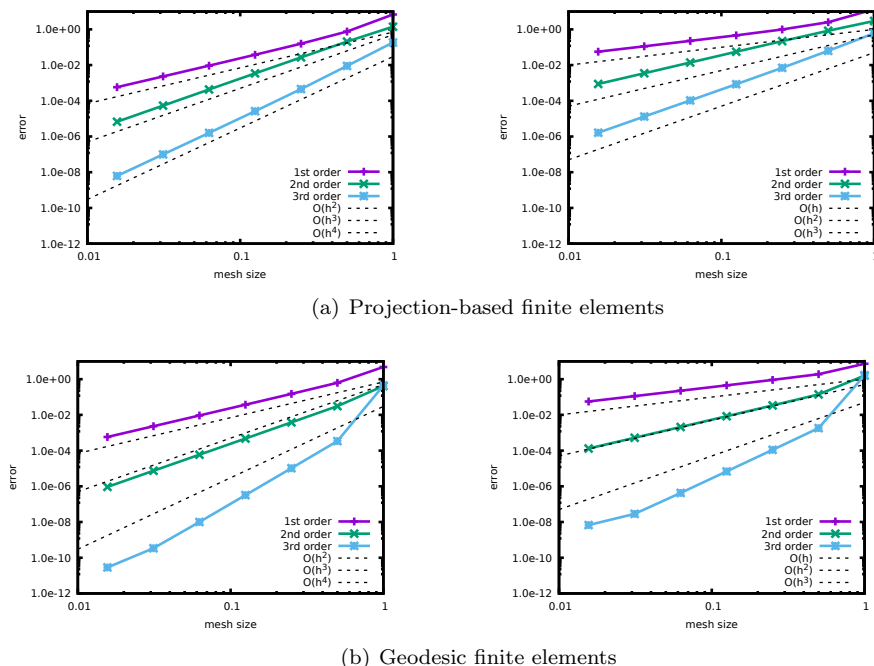 1.0e+00
1.0e-02
1.0e-04
1.0e-06
1.0e-08
1.0e-10
1.0e-12
error
0.01 0.1 1
mesh size
1st order
2nd order
3rd order
O(h²)
O(h³)
O(h⁴)
1.0e+00
1.0e-02
1.0e-04
1.0e-06
1.0e-08
1.0e-10
1.0e-12
error
0.01 0.1 1
mesh size
1st order
2nd order
3rd order
O(h)
O(h²)
O(h³)
(a) Projection-based finite elements
1.0e+00
1.0e-02
1.0e-04
1.0e-06
1.0e-08
1.0e-10
1.0e-12
error
0.01 0.1 1
mesh size
1st order
2nd order
3rd order
O(h²)
O(h³)
O(h⁴)
1.0e+00
1.0e-02
1.0e-04
1.0e-06
1.0e-08
1.0e-10
1.0e-12
error
0.01 0.1 1
mesh size
1st order
2nd order
3rd order
O(h)
O(h²)
O(h³)
(b) Geodesic finite elements